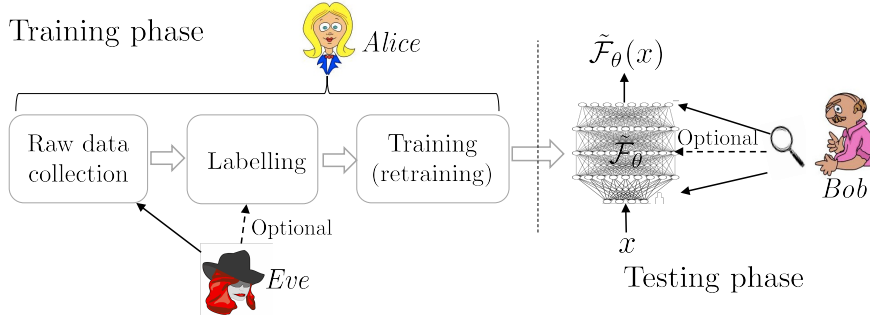 Training phase
Alice
Raw data
collection
Labelling
Training
(retraining)
Optional
Eve
F̃θ(x)
F̃θ
Optional
Bob
x
Testing phase